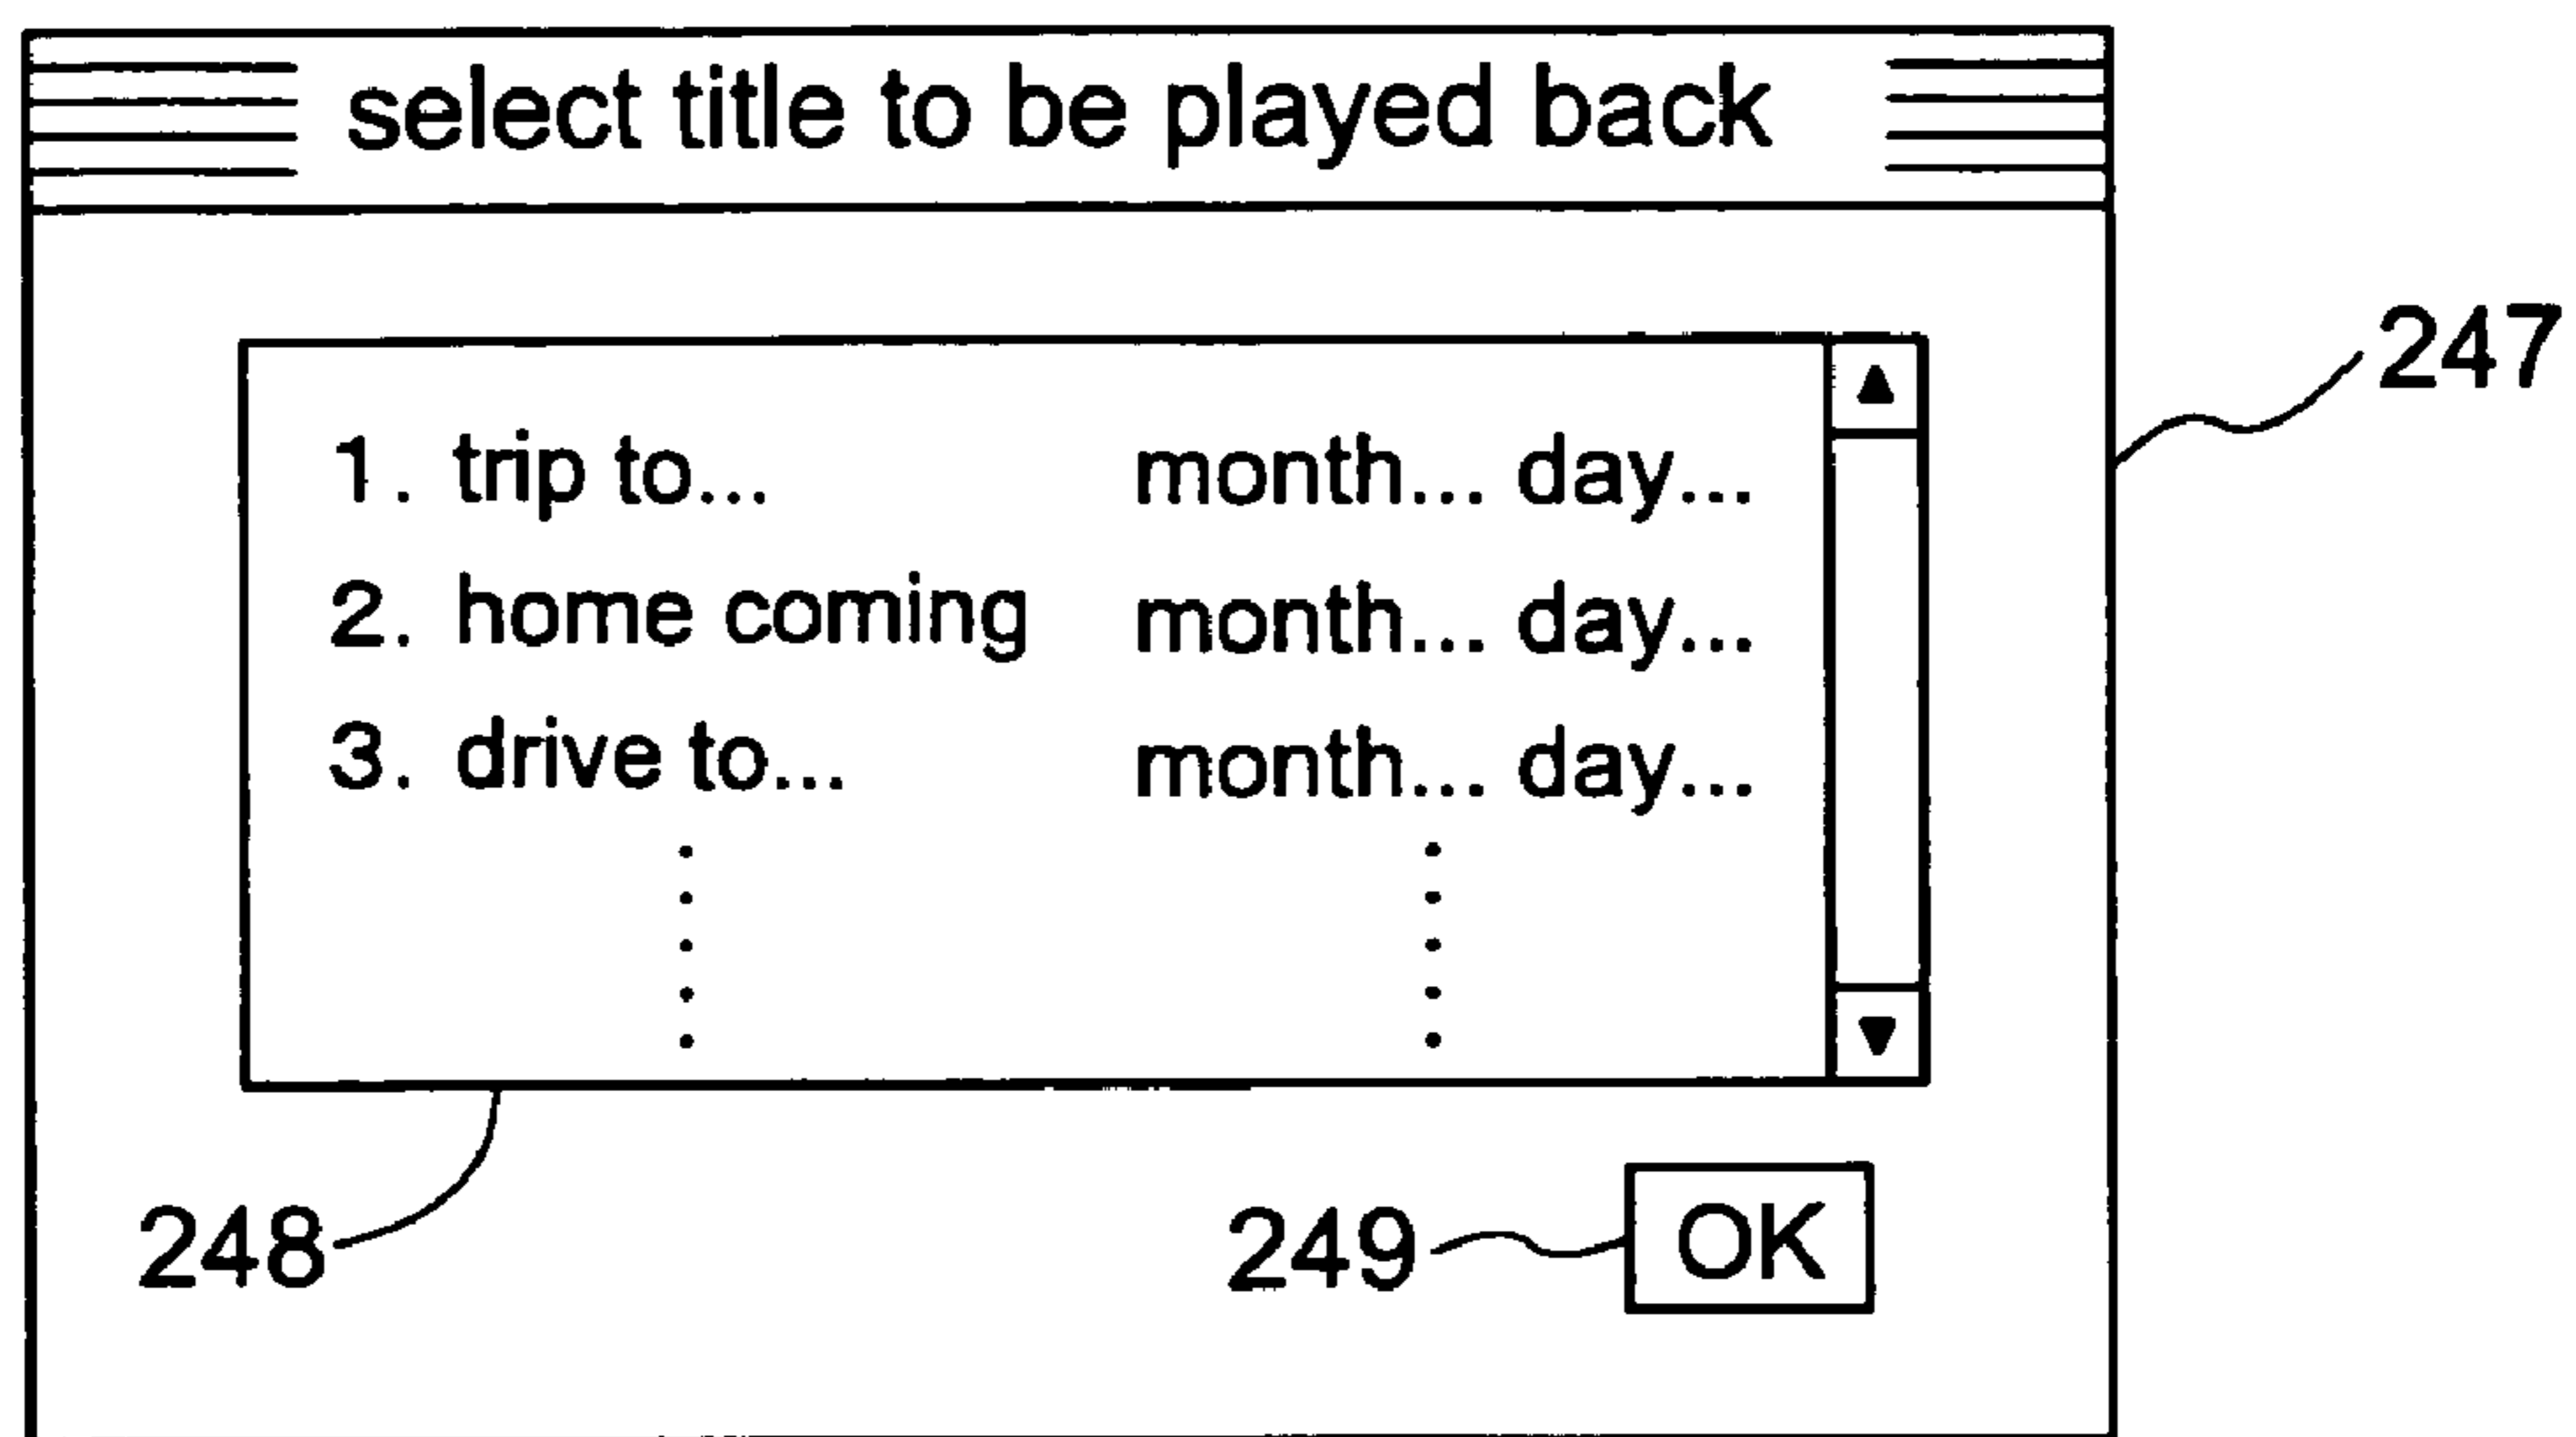 select title to be played back
247
1. trip to... month... day...
2. home coming month... day...
3. drive to... month... day...
248
249
OK